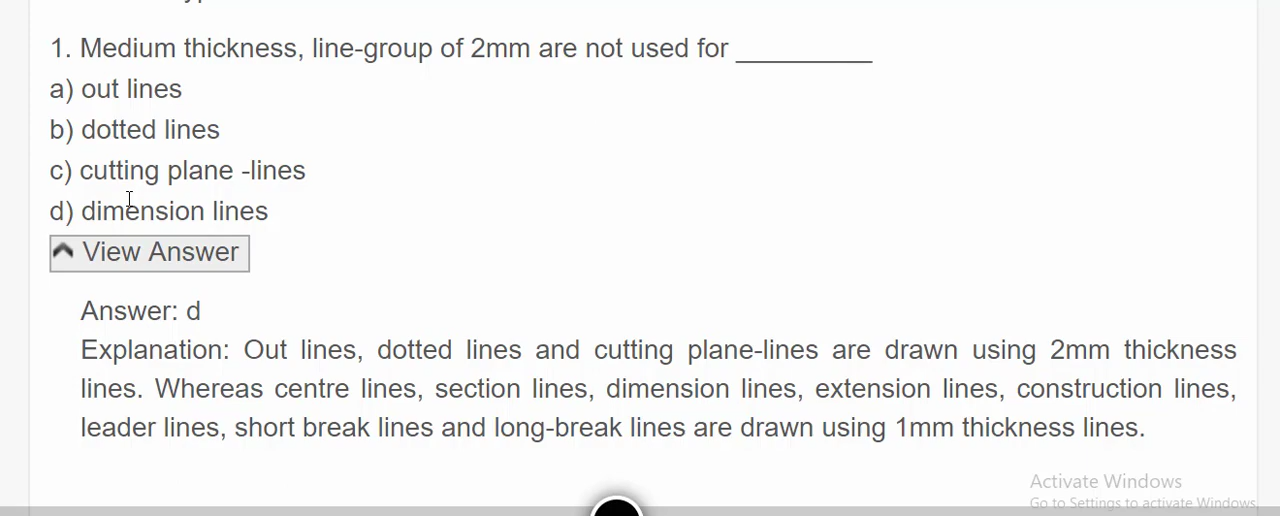 1. Medium thickness, line-group of 2mm are not used for __________
a) out lines
b) dotted lines
c) cutting plane -lines
d) dimension lines
View Answer
Answer: d
Explanation: Out lines, dotted lines and cutting plane-lines are drawn using 2mm thickness
lines. Whereas centre lines, section lines, dimension lines, extension lines, construction lines,
leader lines, short break lines and long-break lines are drawn using 1mm thickness lines.
Activate Windows
Go to Settings to activate Windows.